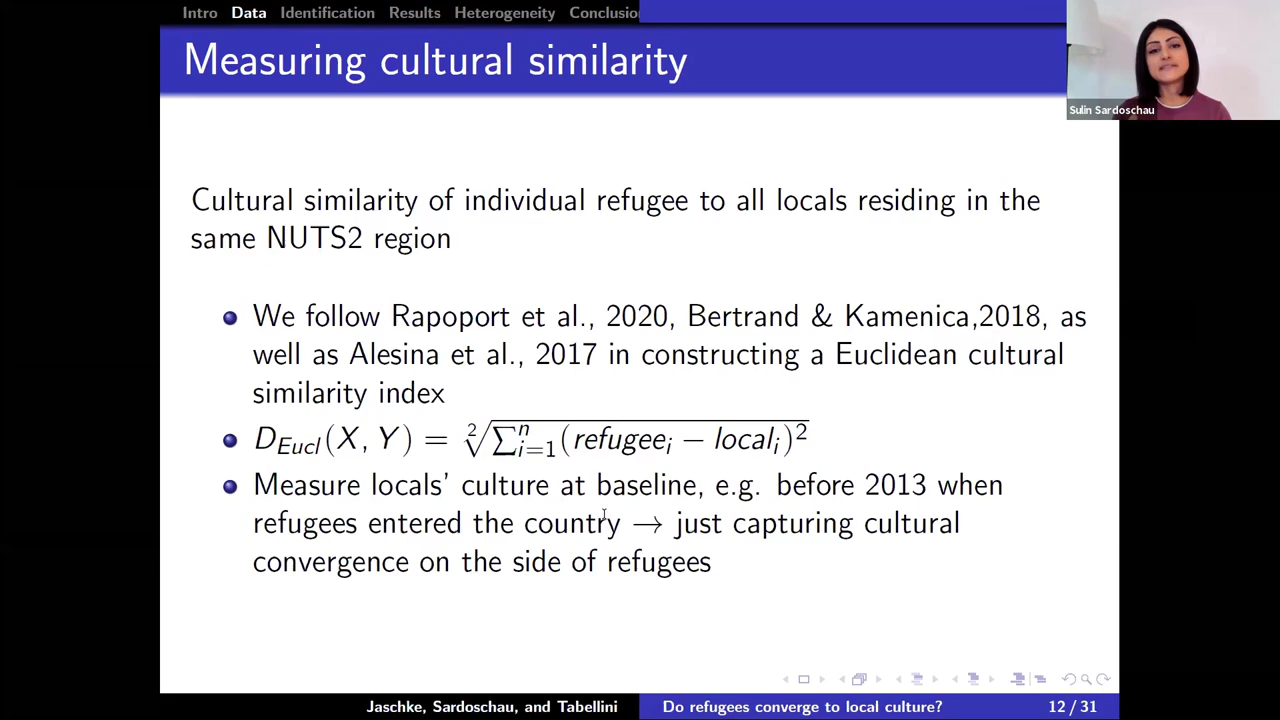 Intro Data Identification Results Heterogeneity Conclusion
Measuring cultural similarity
Sulin Sardoschau
Cultural similarity of individual refugee to all locals residing in the
same NUTS2 region
We follow Rapoport et al., 2020, Bertrand & Kamenica,2018, as
well as Alesina et al., 2017 in constructing a Euclidean cultural
similarity index
D_Eucl(X, Y) = \sqrt[2]{∑_{i=1}^{n}(refugee_i − local_i)^2}
Measure locals' culture at baseline, e.g. before 2013 when
refugees entered the country → just capturing cultural
convergence on the side of refugees
Jaschke, Sardoschau, and Tabellini Do refugees converge to local culture? 12 / 31